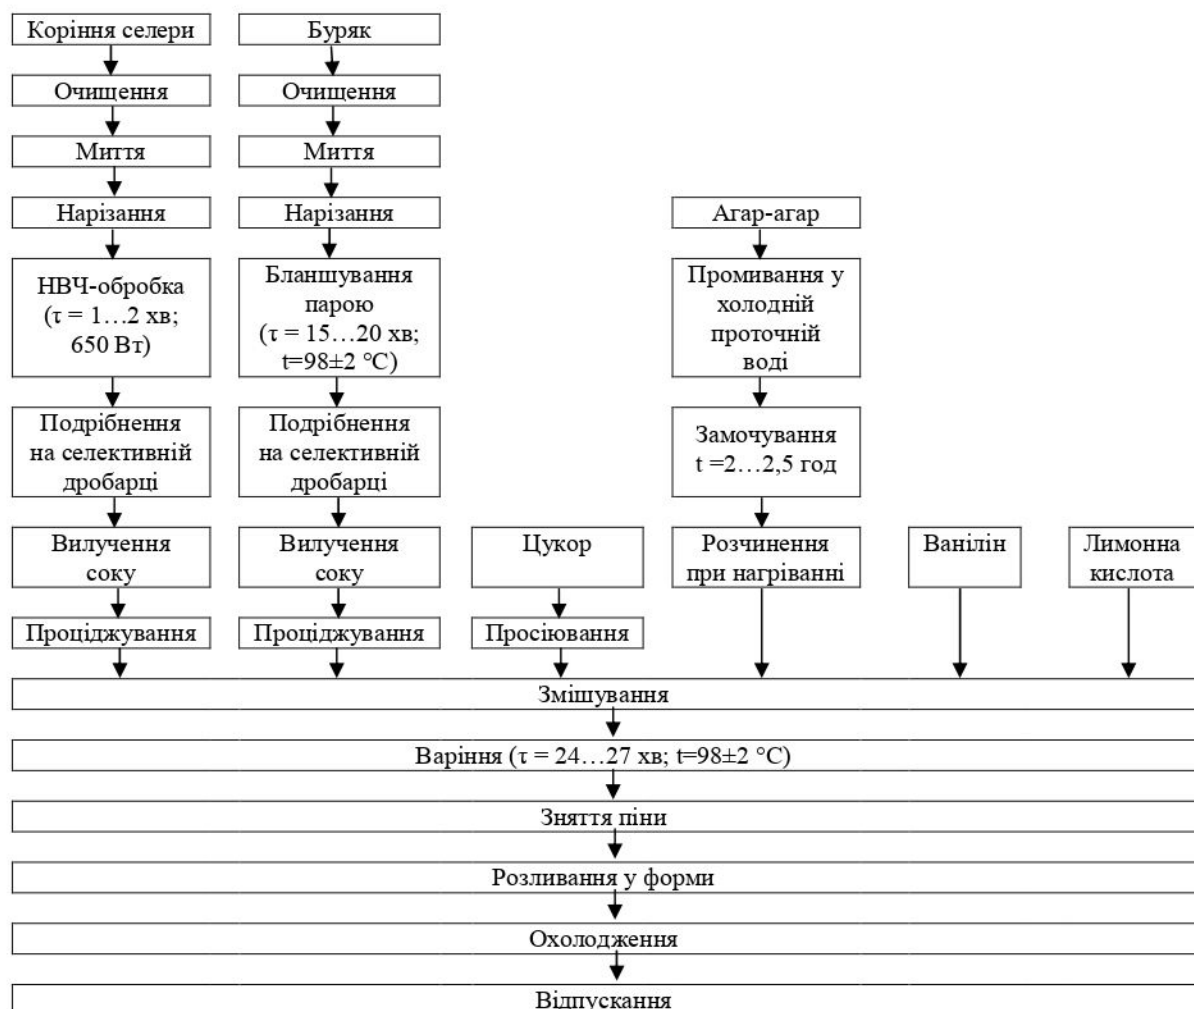 Коріння селери
Буряк
Очищення
Очищення
Миття
Миття
Нарізання
Нарізання
Агар-агар
НВЧ-обробка
(τ = 1…2 хв;
650 Вт)
Бланшування
парою
(τ = 15…20 хв;
t=98±2 °С)
Промивання у
холодній
проточній
воді
Подрібнення
на селективній
дробарці
Подрібнення
на селективній
дробарці
Замочування
t =2…2,5 год
Вилучення
соку
Вилучення
соку
Цукор
Розчинення
при нагріванні
Ванілін
Лимонна
кислота
Проціджування
Проціджування
Просіювання
Змішування
Варіння (τ = 24…27 хв; t=98±2 °С)
Зняття піни
Розливання у форми
Охолодження
Відпускання